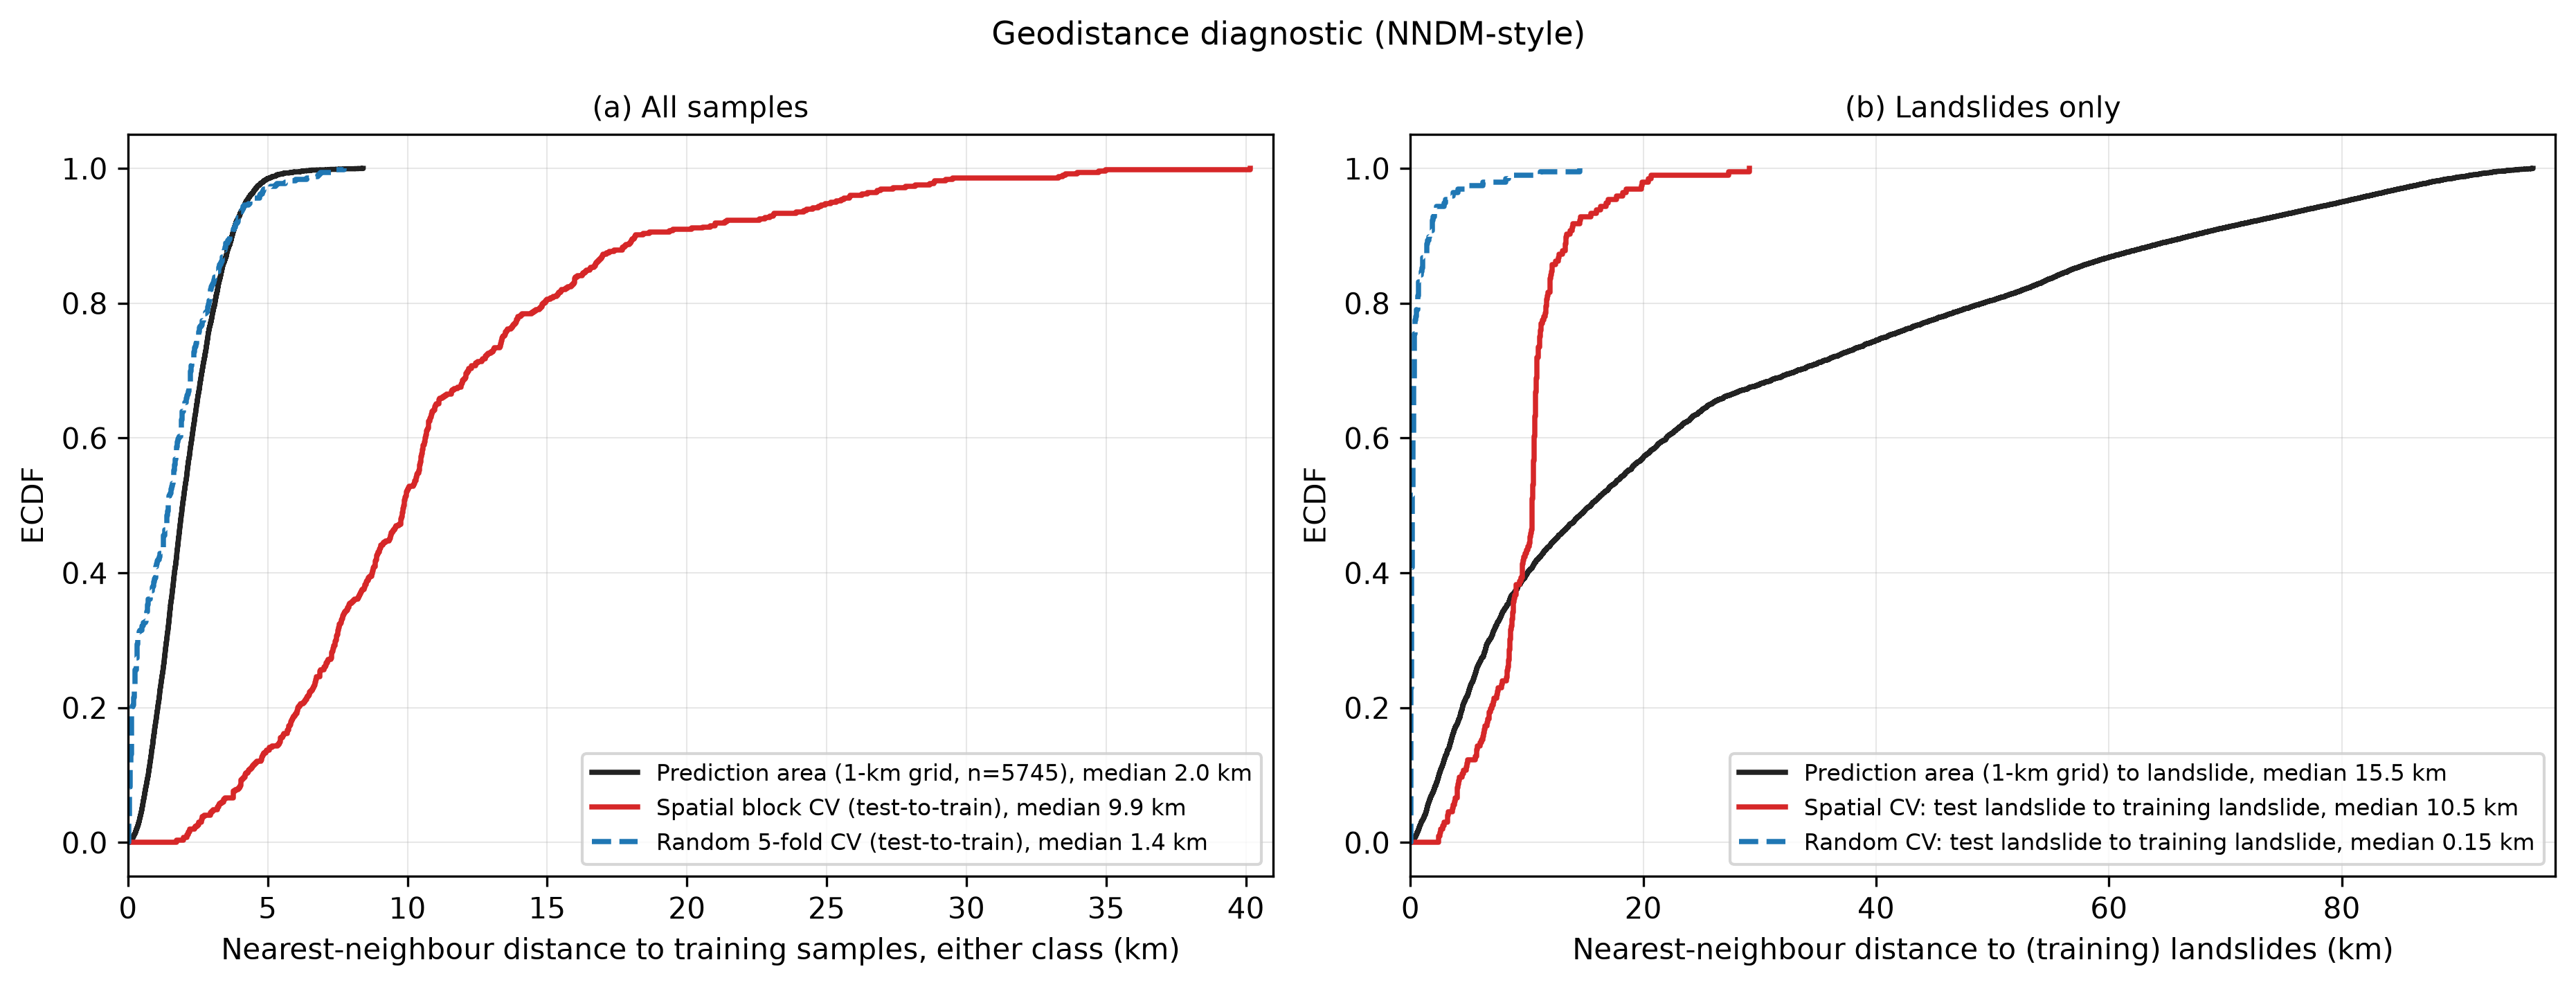 Geodistance diagnostic (NNDM-style)
(a) All samples
ECDF
1.0
0.8
0.6
0.4
0.2
0.0
Prediction area (1-km grid, n=5745), median 2.0 km
Spatial block CV (test-to-train), median 9.9 km
Random 5-fold CV (test-to-train), median 1.4 km
0 5 10 15 20 25 30 35 40
Nearest-neighbour distance to training samples, either class (km)
(b) Landslides only
ECDF
1.0
0.8
0.6
0.4
0.2
0.0
Prediction area (1-km grid) to landslide, median 15.5 km
Spatial CV: test landslide to training landslide, median 10.5 km
Random CV: test landslide to training landslide, median 0.15 km
0 20 40 60 80
Nearest-neighbour distance to (training) landslides (km)